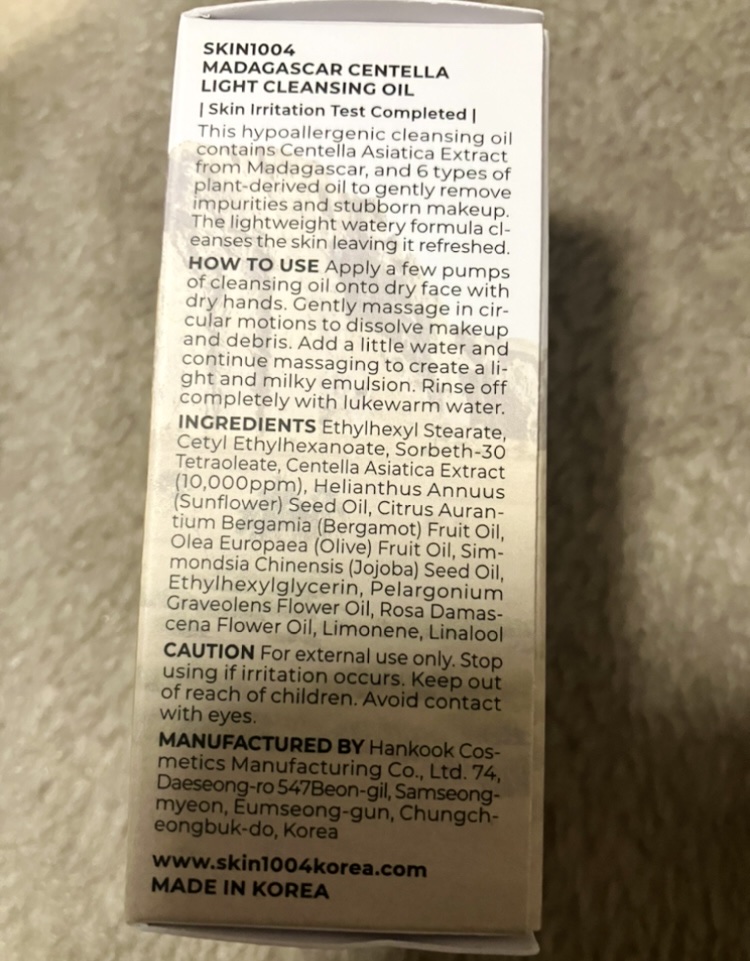 SKIN1004
MADAGASCAR CENTELLA
LIGHT CLEANSING OIL
| Skin Irritation Test Completed |
This hypoallergenic cleansing oil
contains Centella Asiatica Extract
from Madagascar, and 6 types of
plant-derived oil to gently remove
impurities and stubborn makeup.
The lightweight watery formula cl-
eanses the skin leaving it refreshed.
HOW TO USE Apply a few pumps
of cleansing oil onto dry face with
dry hands. Gently massage in cir-
cular motions to dissolve makeup
and debris. Add a little water and
continue massaging to create a li-
ght and milky emulsion. Rinse off
completely with lukewarm water.
INGREDIENTS Ethylhexyl Stearate,
Cetyl Ethylhexanoate, Sorbeth-30
Tetraoleate, Centella Asiatica Extract
(10,000ppm), Helianthus Annuus
(Sunflower) Seed Oil, Citrus Auran-
tium Bergamia (Bergamot) Fruit Oil,
Olea Europaea (Olive) Fruit Oil, Sim-
mondsia Chinensis (Jojoba) Seed Oil,
Ethylhexylglycerin, Pelargonium
Graveolens Flower Oil, Rosa Damas-
cena Flower Oil, Limonene, Linalool
CAUTION For external use only. Stop
using if irritation occurs. Keep out
of reach of children. Avoid contact
with eyes.
MANUFACTURED BY Hankook Cos-
metics Manufacturing Co., Ltd. 74,
Daeseong-ro 547Beon-gil, Samseong-
myeon, Eumseong-gun, Chungch-
eongbuk-do, Korea
www.skin1004korea.com
MADE IN KOREA